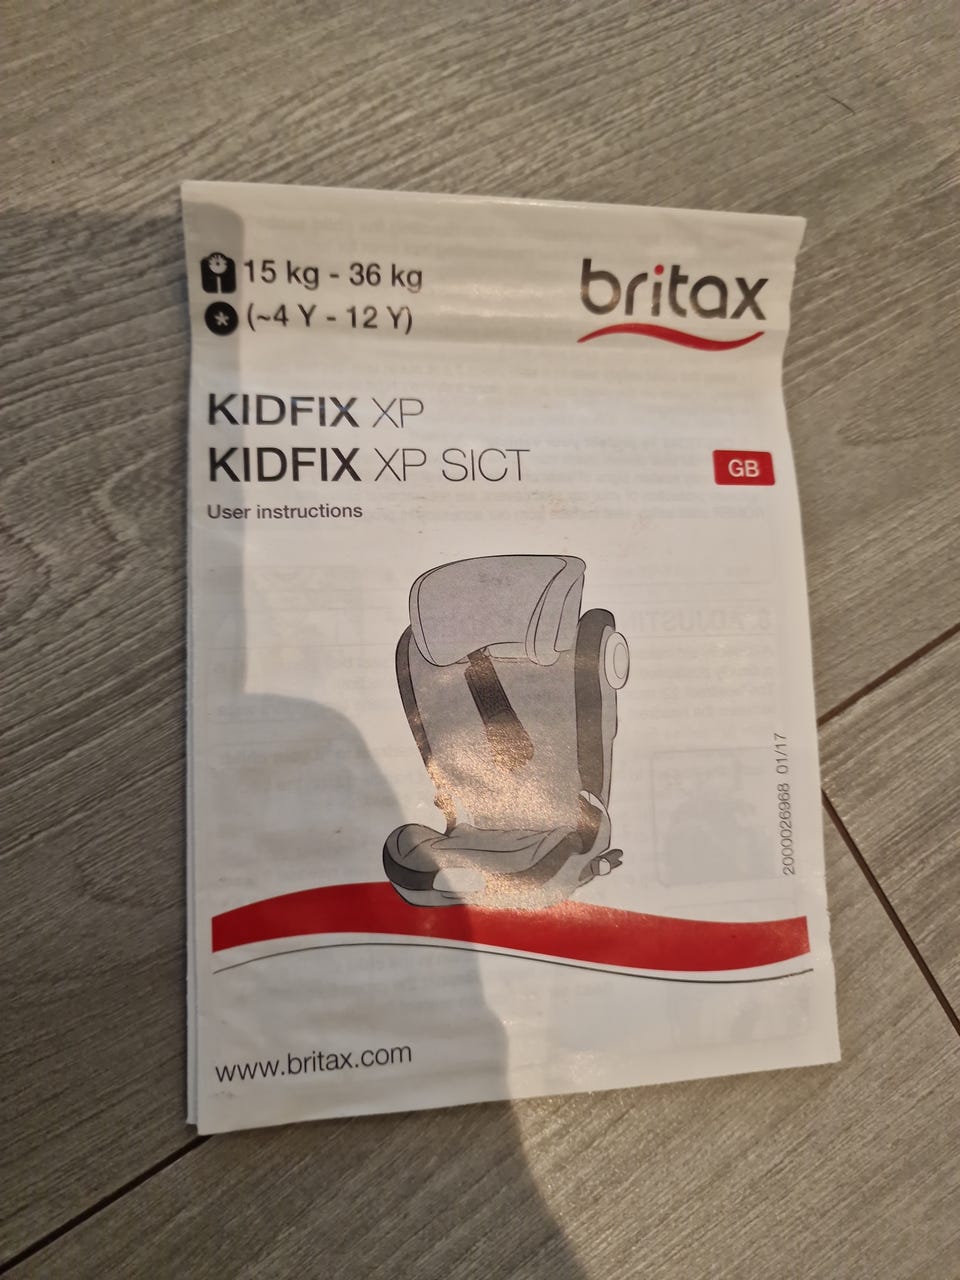 15 kg - 36 kg
(~4 Y - 12 Y)
britax
KIDFIX XP
KIDFIX XP SICT
GB
User instructions
2000026968 01/17
www.britax.com